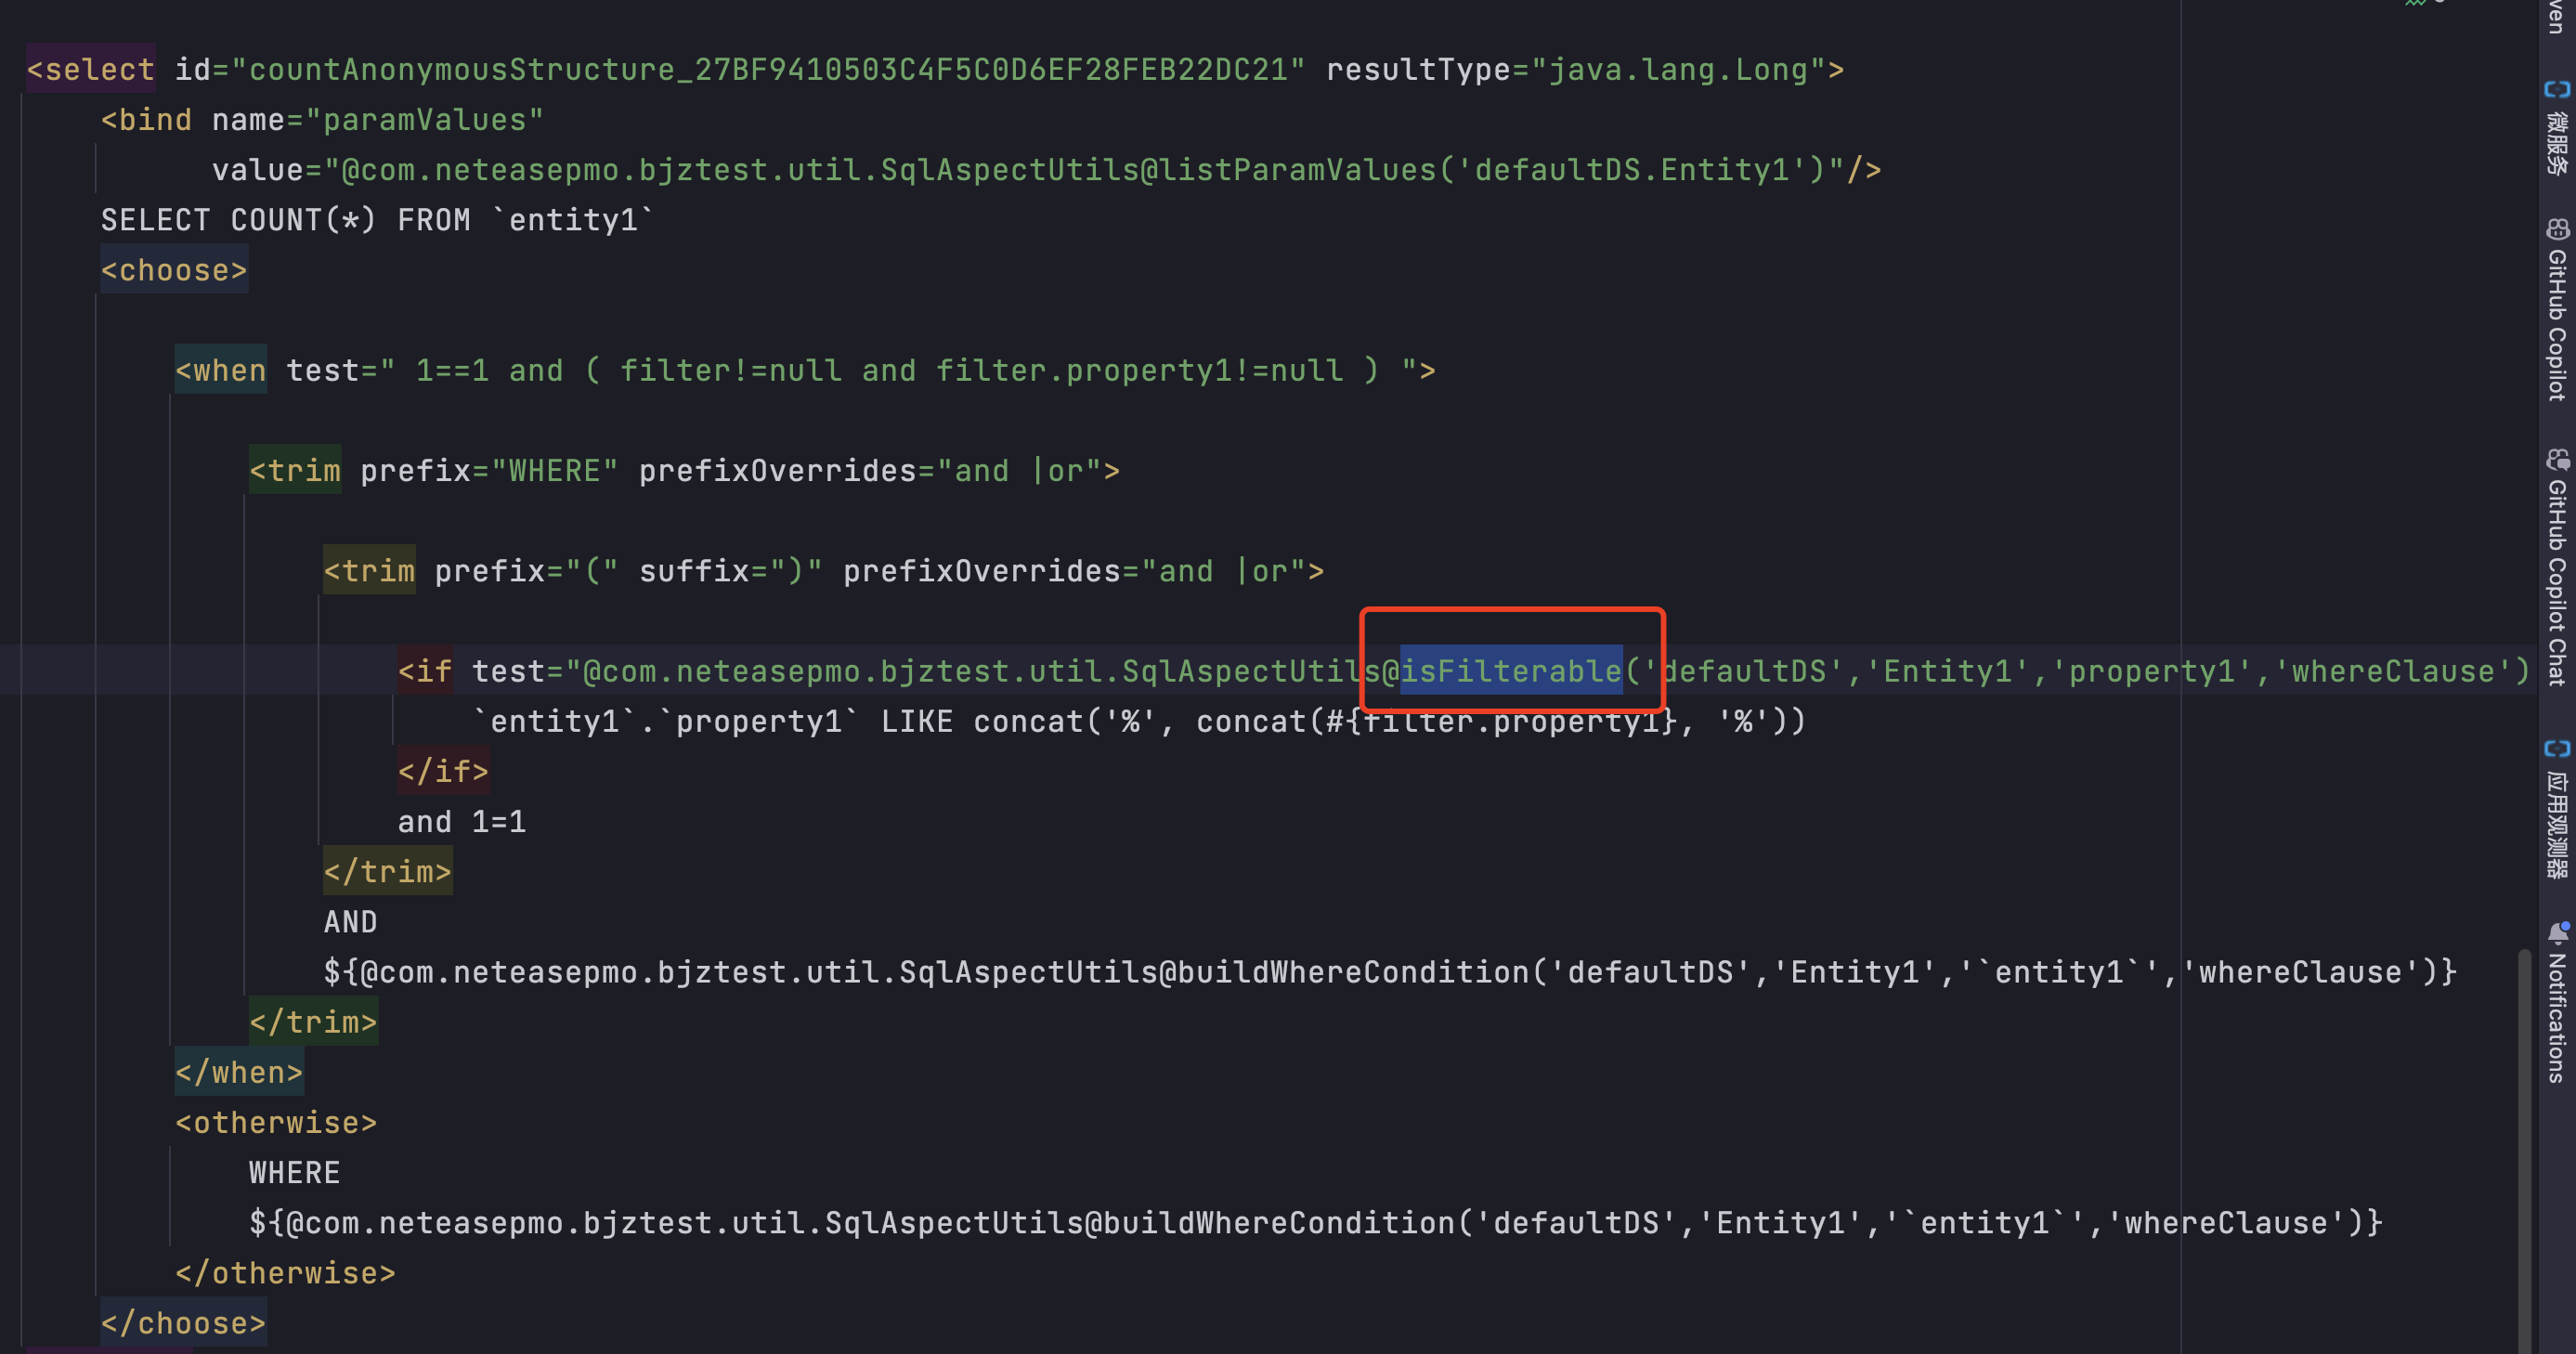 <select id="countAnonymousStructure_27BF9410503C4F5C0D6EF28FEB22DC21" resultType="java.lang.Long">
<bind name="paramValues"
value="@com.neteasepmo.bjztest.util.SqlAspectUtils@listParamValues('defaultDS.Entity1')"/>
SELECT COUNT(*) FROM `entity1`
<choose>
<when test=" 1==1 and ( filter!=null and filter.property1!=null ) ">
<trim prefix="WHERE" prefixOverrides="and |or">
<trim prefix="(" suffix=")" prefixOverrides="and |or">
<if test="@com.neteasepmo.bjztest.util.SqlAspectUtils@isFilterable('defaultDS','Entity1','property1','whereClause')
`entity1`.`property1` LIKE concat('%', concat(#{filter.property1}, '%'))
</if>
and 1=1
</trim>
AND
${@com.neteasepmo.bjztest.util.SqlAspectUtils@buildWhereCondition('defaultDS','Entity1','`entity1`','whereClause')}
</trim>
</when>
<otherwise>
WHERE
${@com.neteasepmo.bjztest.util.SqlAspectUtils@buildWhereCondition('defaultDS','Entity1','`entity1`','whereClause')}
</otherwise>
</choose>
ven
微服务
GitHub Copilot
GitHub Copilot Chat
应用观测器
Notifications